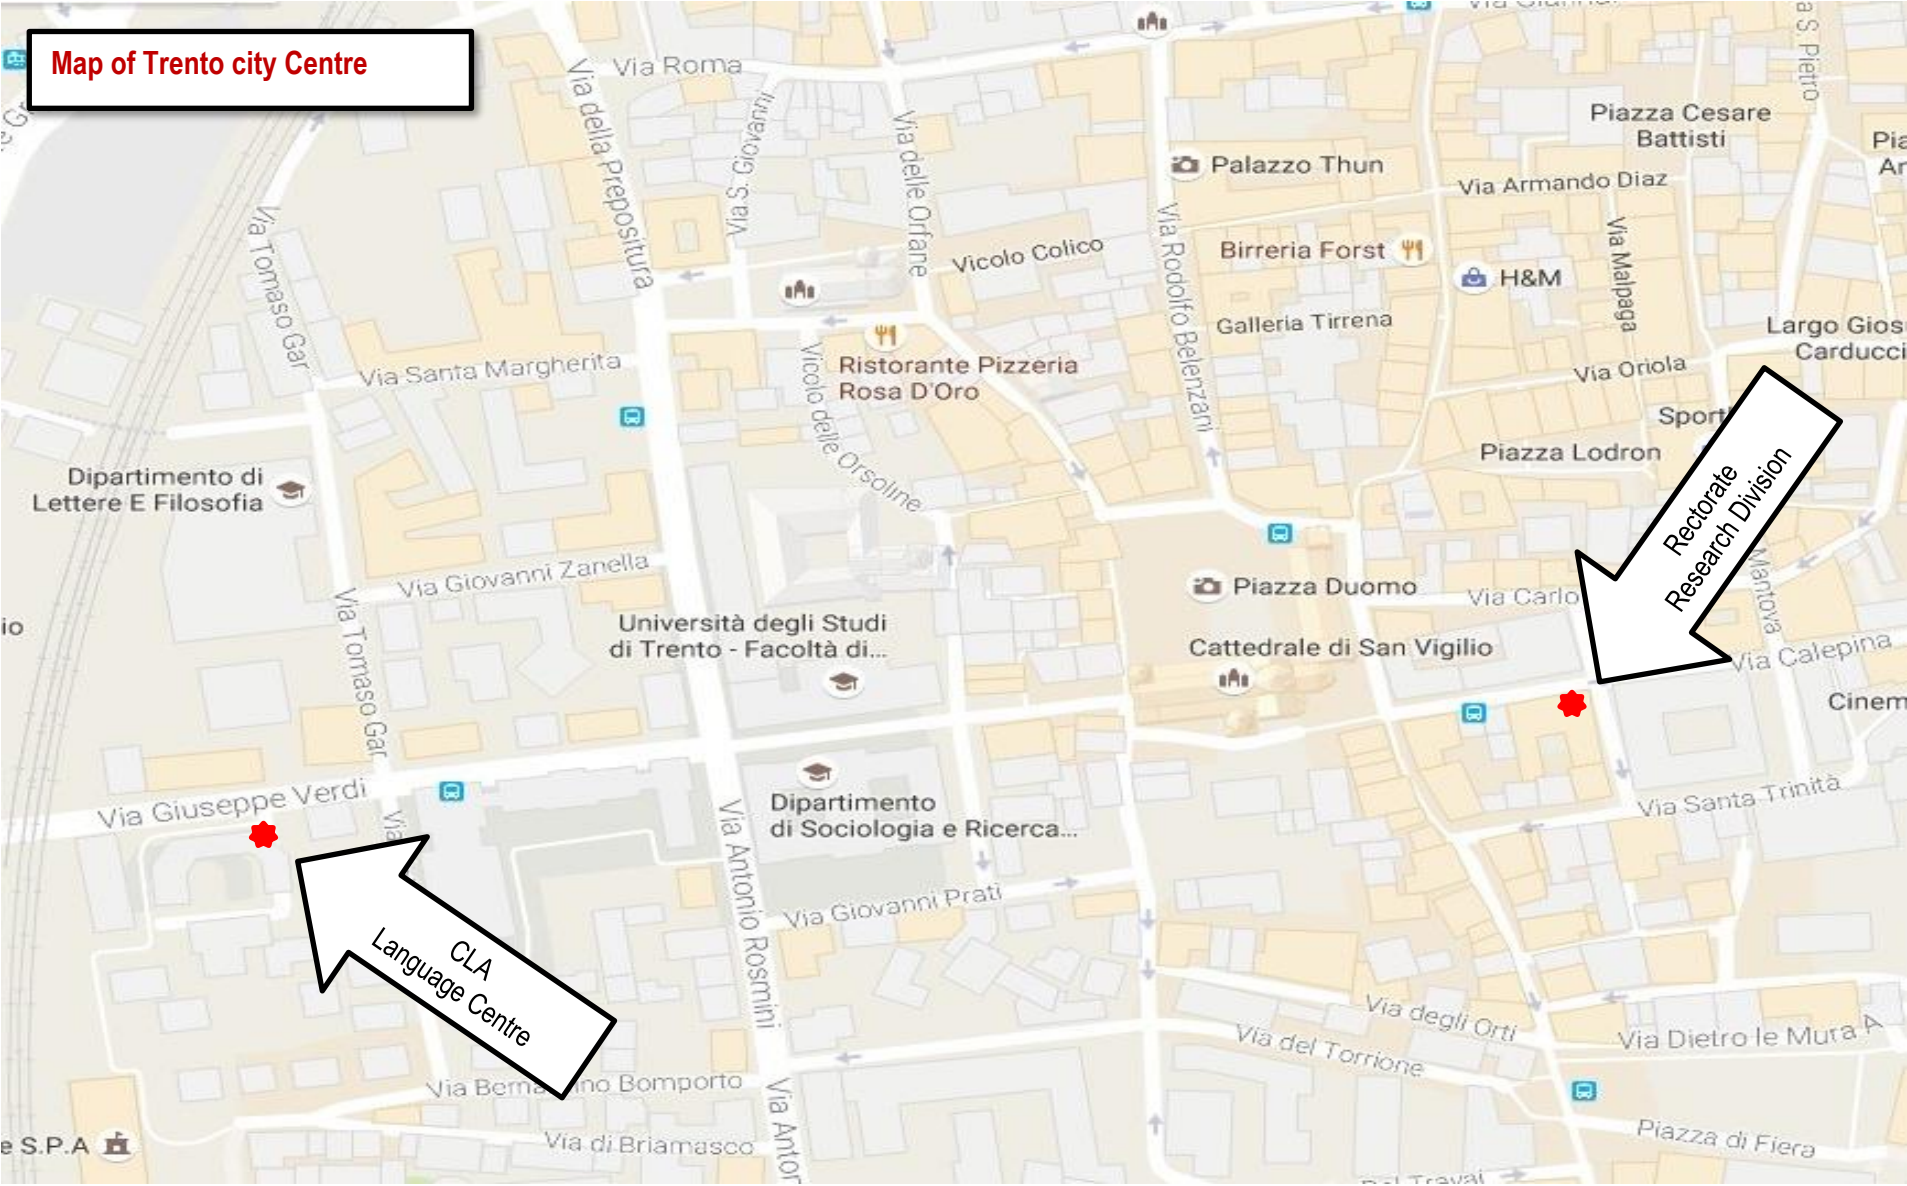 Map of Trento city Centre
Via Roma
Via della Prepositura
Via S. Giovanni
Via delle Orfane
Palazzo Thun
Piazza Cesare
Battisti
Via Armando Diaz
S. Pietro
Via Tomaso Gar
Vicolo Colico
Via Rodolfo Belenzani
Birreria Forst
H&M
Via Malpaga
Galleria Tirrena
Largo Gios
Carducci
Via Santa Margherita
Ristorante Pizzeria
Rosa D'Oro
Vicolo delle Orsoline
Via Oriola
Sport
Piazza Lodron
Rectorate
Research Division
Dipartimento di
Lettere E Filosofia
Via Giovanni Zanella
Piazza Duomo
Via Carlo
Mantova
Università degli Studi
di Trento - Facoltà di...
Cattedrale di San Vigilio
Via Calepina
Via Tomaso Gar
Cinem
Via Giuseppe Verdi
Via
Dipartimento
di Sociologia e Ricerca...
Via Santa Trinità
Via Antonio Rosmini
Via Giovanni Prati
CLA
Language Centre
Via degli Orti
Via del Torrione
Via Dietro le Mura A
Via Bern
ino Bomporto
Via Anton
Via di Briamasco
e S.P.A
Piazza di Fiera